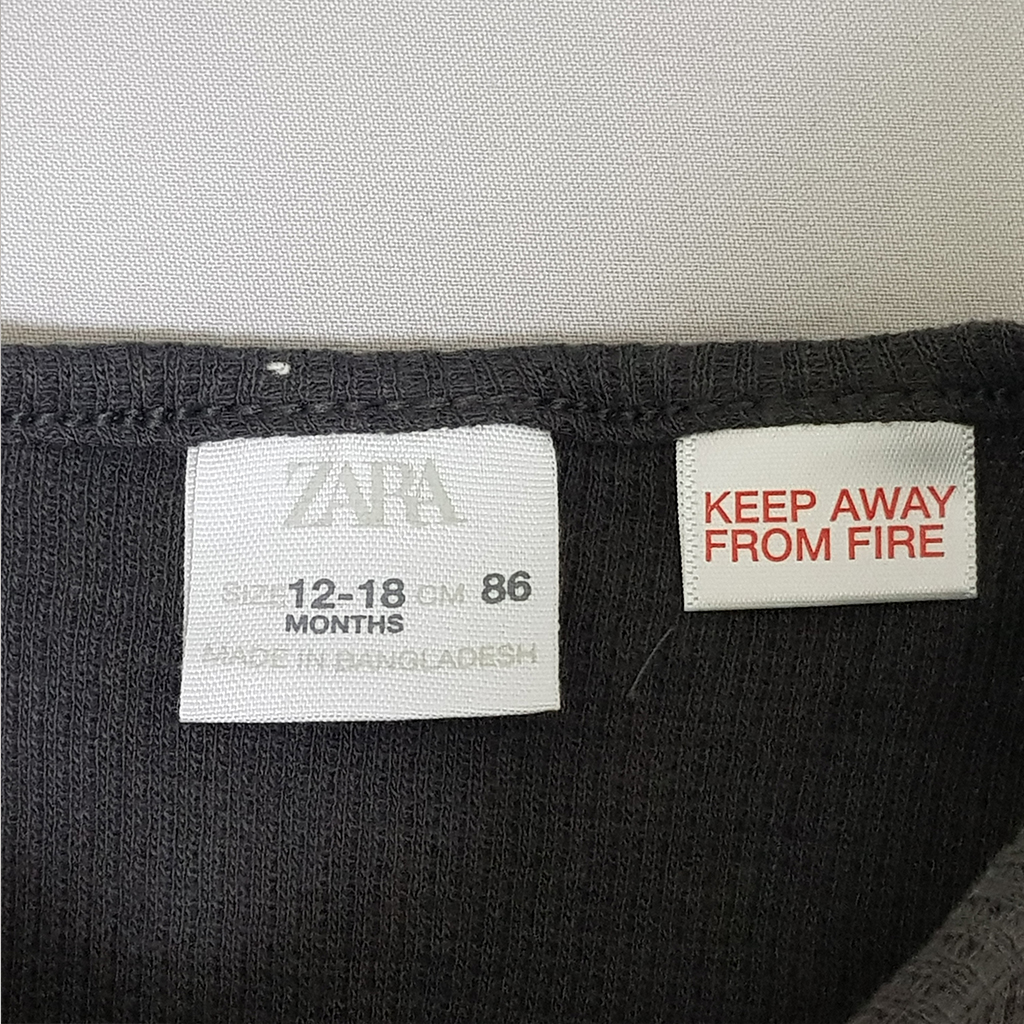 ZARA
SIZE 12-18 CM 86
MONTHS
MADE IN BANGLADESH
KEEP AWAY
FROM FIRE